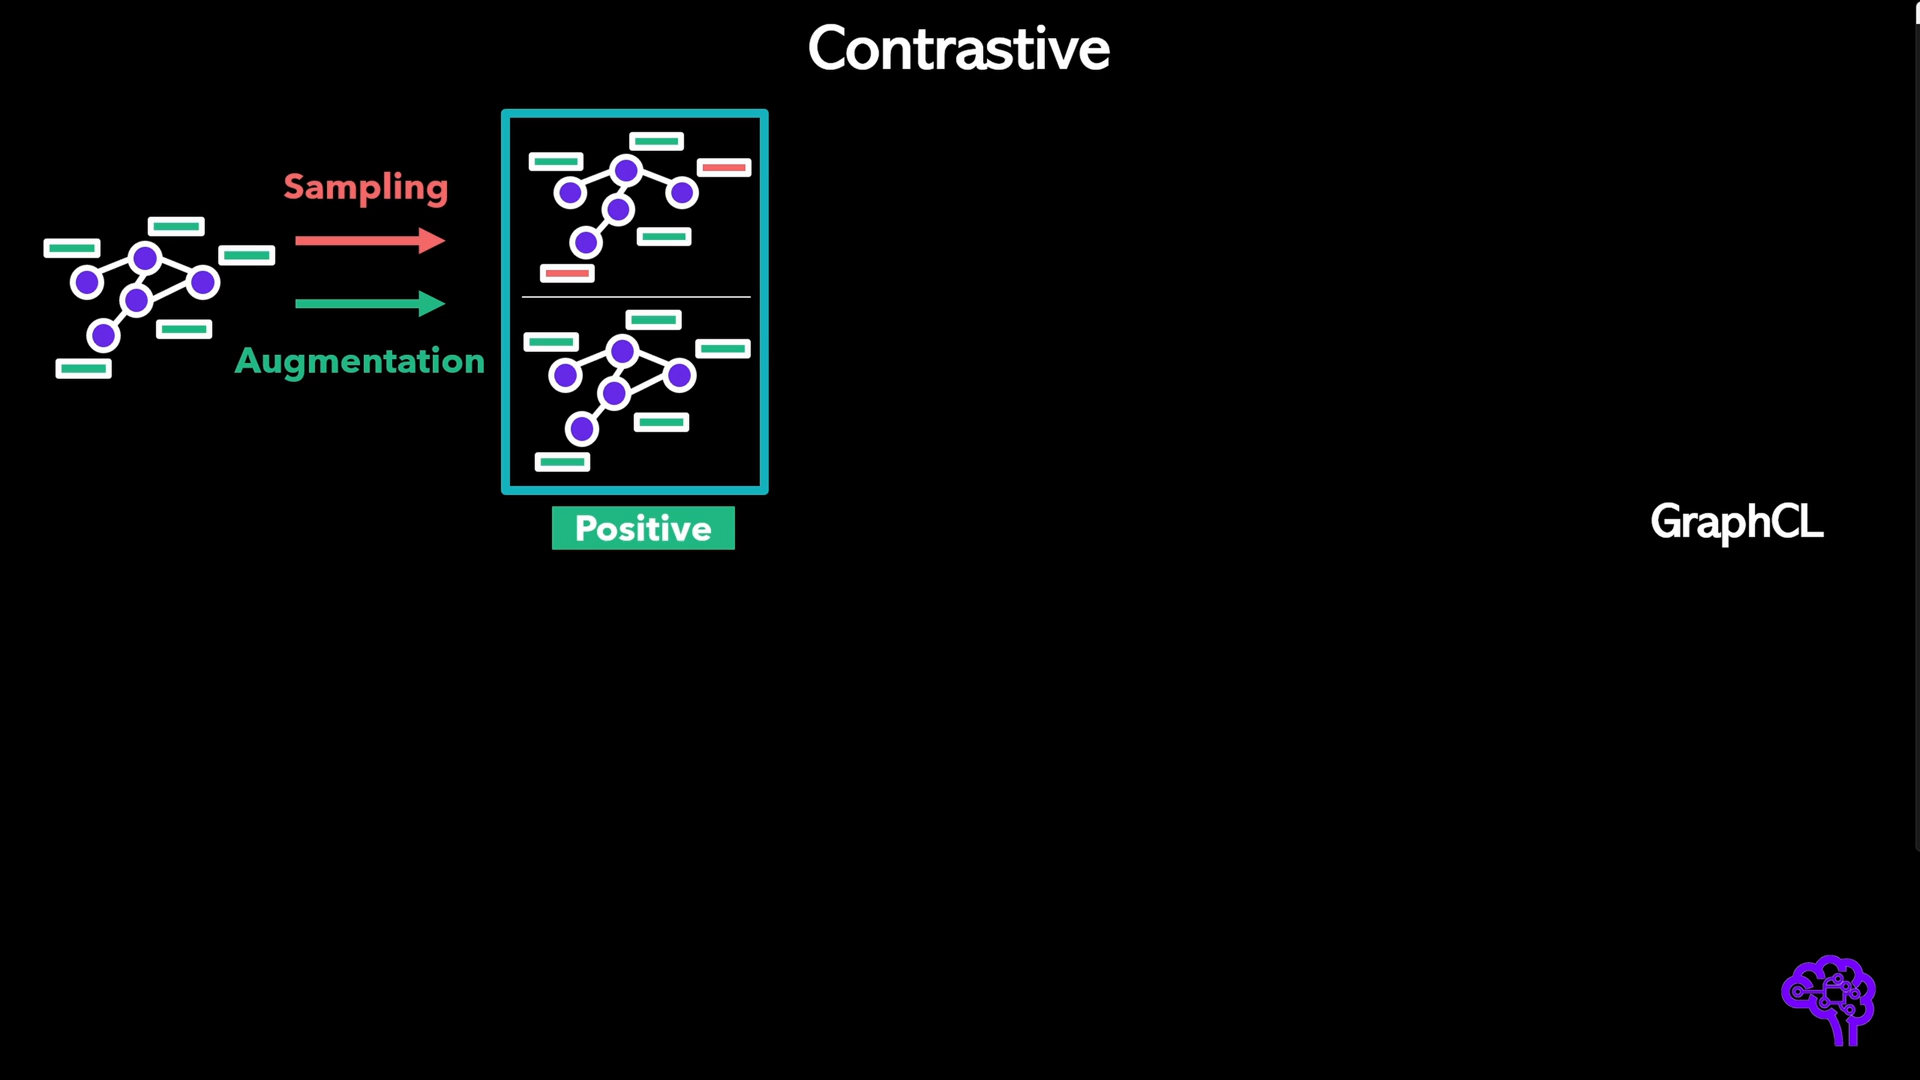 Contrastive
Sampling
Augmentation
Positive
GraphCL